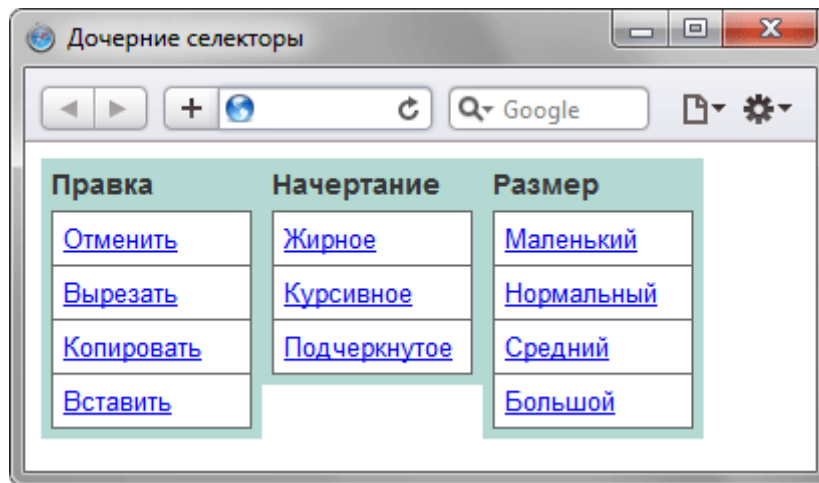 Дочерние селекторы
Google
Правка Начертание Размер
Отменить Жирное Маленький
Вырезать Курсивное Нормальный
Копировать Подчеркнутое Средний
Вставить Большой